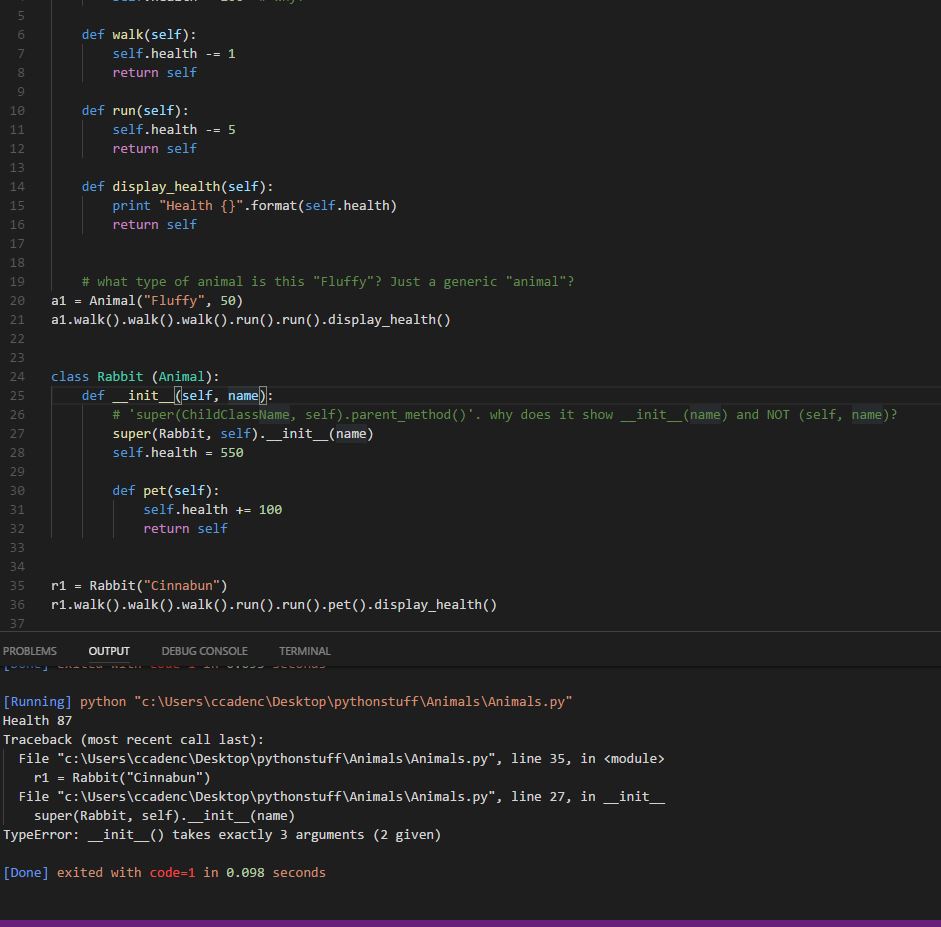 5
6 def walk(self):
7 self.health -= 1
8 return self
9
10 def run(self):
11 self.health -= 5
12 return self
13
14 def display_health(self):
15 print "Health {}".format(self.health)
16 return self
17
18
19 # what type of animal is this "Fluffy"? Just a generic "animal"?
20 a1 = Animal("Fluffy", 50)
21 a1.walk().walk().walk().run().run().display_health()
22
23
24 class Rabbit (Animal):
25 def __init__(self, name):
26 # 'super(ChildClassName, self).parent_method()'. why does it show __init__(name) and NOT (self, name)?
27 super(Rabbit, self).__init__(name)
28 self.health = 550
29
30 def pet(self):
31 self.health += 100
32 return self
33
34
35 r1 = Rabbit("Cinnabun")
36 r1.walk().walk().walk().run().run().pet().display_health()
37
PROBLEMS OUTPUT DEBUG CONSOLE TERMINAL
[Done] exited with code=1 in 0.099 seconds
[Running] python "c:\Users\ccadenc\Desktop\pythonstuff\Animals\Animals.py"
Health 87
Traceback (most recent call last):
File "c:\Users\ccadenc\Desktop\pythonstuff\Animals\Animals.py", line 35, in <module>
r1 = Rabbit("Cinnabun")
File "c:\Users\ccadenc\Desktop\pythonstuff\Animals\Animals.py", line 27, in __init__
super(Rabbit, self).__init__(name)
TypeError: __init__() takes exactly 3 arguments (2 given)
[Done] exited with code=1 in 0.098 seconds